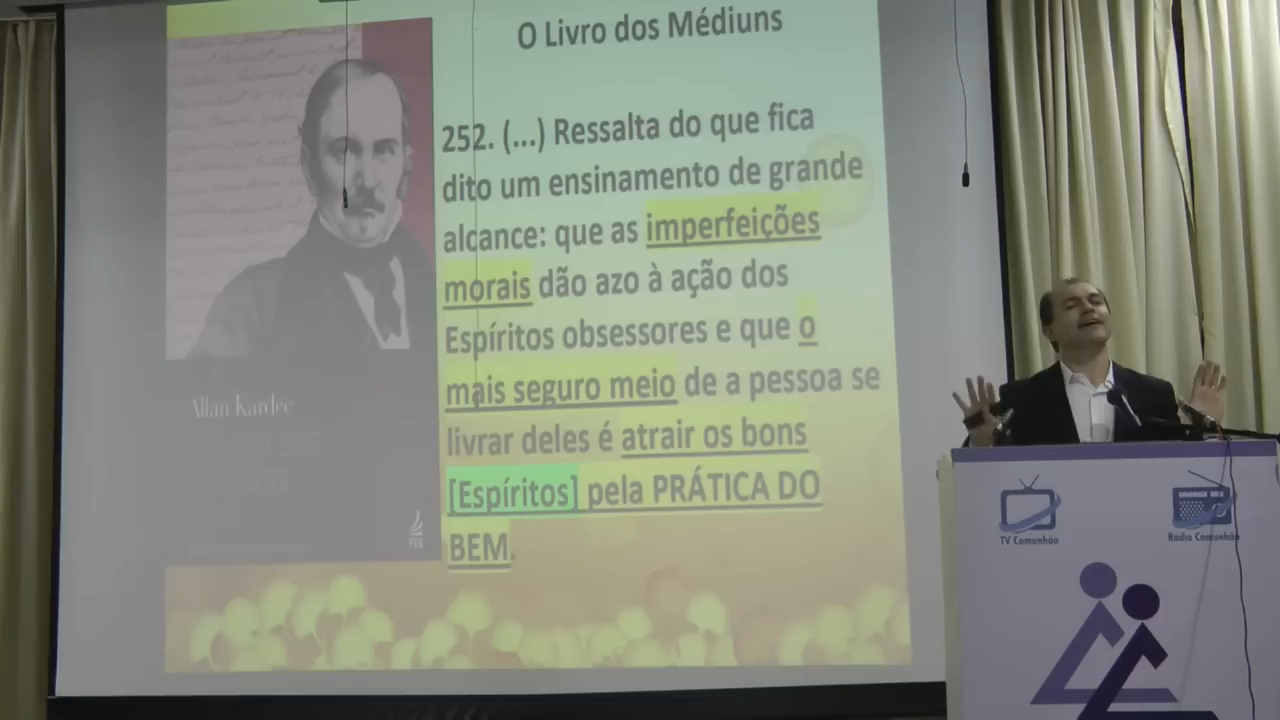 O Livro dos Médiuns
252. (...) Ressalta do que fica
dito um ensinamento de grande
alcance: que as imperfeições
morais dão azo à ação dos
Espíritos obsessores e que o
mais seguro meio de a pessoa se
livrar deles é atrair os bons
[Espíritos] pela PRÁTICA DO
BEM.
Allan Kardec
FEB
TV Comunhão
Rádio Comunhão